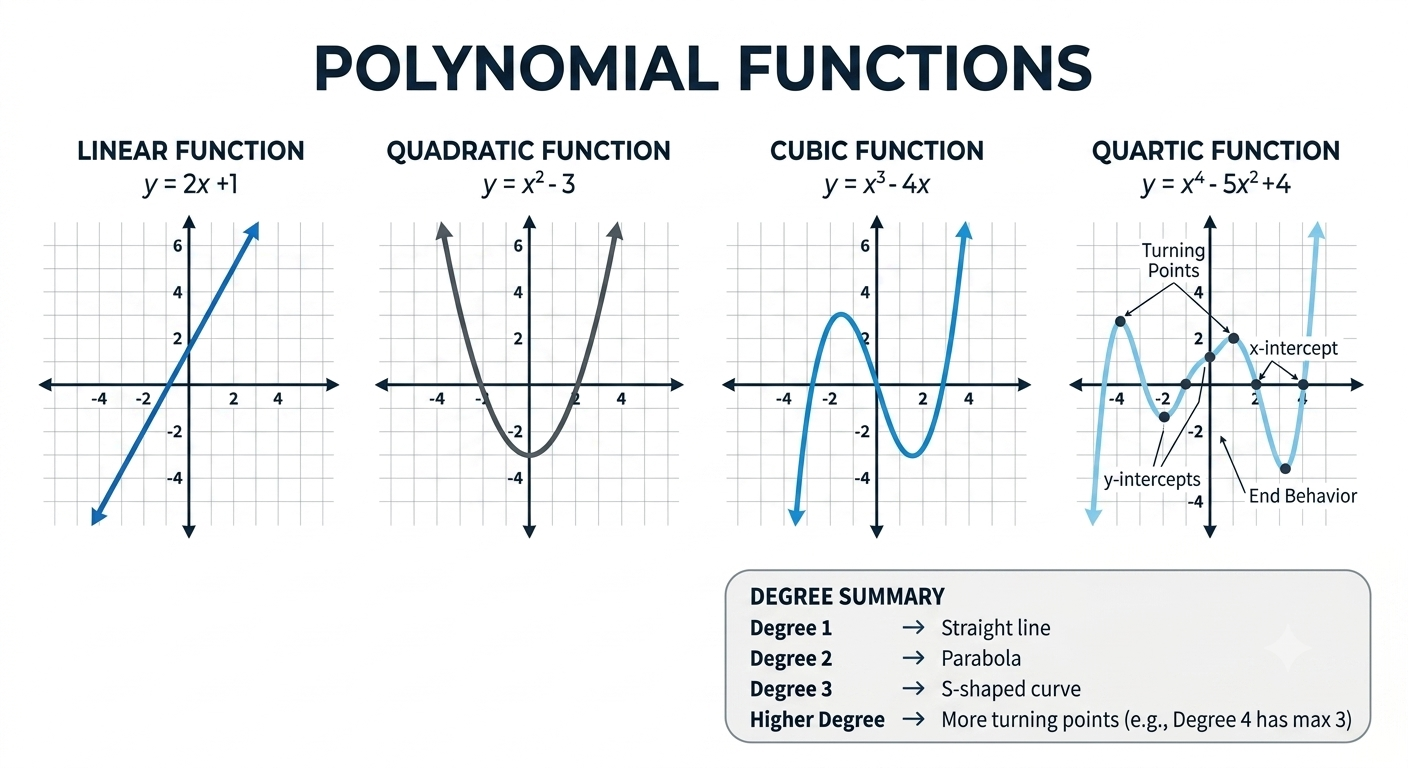 POLYNOMIAL FUNCTIONS
LINEAR FUNCTION
y = 2x +1
6
4
2
-4 -2 2 4
-2
-4
QUADRATIC FUNCTION
y = x² - 3
6
4
-4 -2 2 4
-2
-4
CUBIC FUNCTION
y = x³ - 4x
6
4
2
-4 -2 2 4
-2
-4
QUARTIC FUNCTION
y = x⁴ - 5x² +4
Turning
Points
4
2
x-intercept
-4 -2 2 4
-2
y-intercepts
End Behavior
-4
DEGREE SUMMARY
Degree 1 → Straight line
Degree 2 → Parabola
Degree 3 → S-shaped curve
Higher Degree → More turning points (e.g., Degree 4 has max 3)